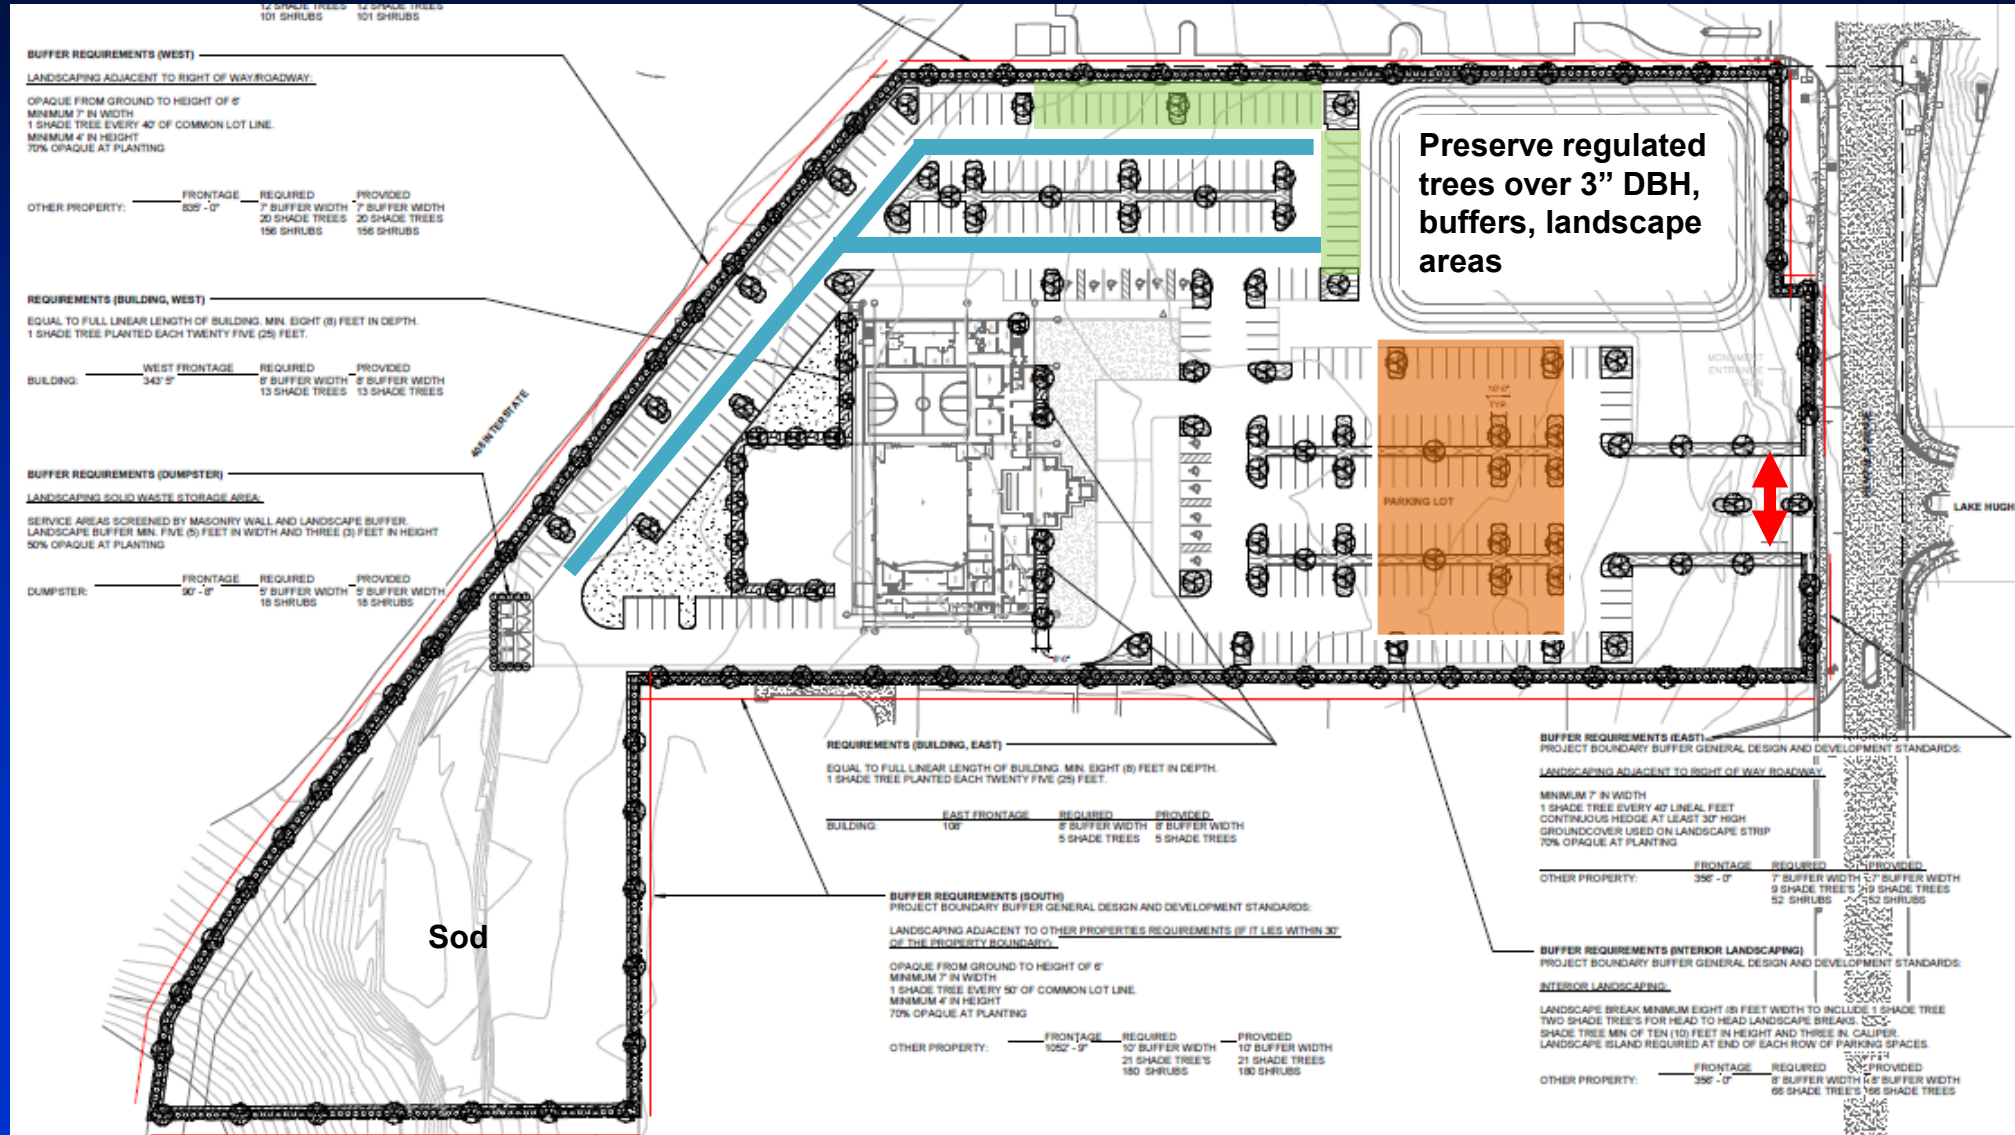 12 SHADE TREES 12 SHADE TREES
101 SHRUBS 101 SHRUBS
BUFFER REQUIREMENTS (WEST)
LANDSCAPING ADJACENT TO RIGHT OF WAY/ROADWAY:
OPAQUE FROM GROUND TO HEIGHT OF 6'
MINIMUM 7' IN WIDTH
1 SHADE TREE EVERY 40' OF COMMON LOT LINE.
MINIMUM 4' IN HEIGHT
70% OPAQUE AT PLANTING
FRONTAGE REQUIRED PROVIDED
OTHER PROPERTY: 835' - 0" 7' BUFFER WIDTH 7' BUFFER WIDTH
20 SHADE TREES 20 SHADE TREES
156 SHRUBS 156 SHRUBS
REQUIREMENTS (BUILDING, WEST)
EQUAL TO FULL LINEAR LENGTH OF BUILDING. MIN. EIGHT (8) FEET IN DEPTH.
1 SHADE TREE PLANTED EACH TWENTY FIVE (25) FEET.
WEST FRONTAGE REQUIRED PROVIDED
BUILDING: 343' 5" 8' BUFFER WIDTH 8' BUFFER WIDTH
13 SHADE TREES 13 SHADE TREES
408 INTERSTATE
BUFFER REQUIREMENTS (DUMPSTER)
LANDSCAPING SOLID WASTE STORAGE AREA:
SERVICE AREAS SCREENED BY MASONRY WALL AND LANDSCAPE BUFFER.
LANDSCAPE BUFFER MIN. FIVE (5) FEET IN WIDTH AND THREE (3) FEET IN HEIGHT
50% OPAQUE AT PLANTING
FRONTAGE REQUIRED PROVIDED
DUMPSTER: 90' - 8" 5' BUFFER WIDTH 5' BUFFER WIDTH
18 SHRUBS 18 SHRUBS
Preserve regulated
trees over 3” DBH,
buffers, landscape
areas
MONUMENT
ENTRANCE
SIGN
10'-0"
TYP.
PARKING LOT
LAKE HUGH
Sod
REQUIREMENTS (BUILDING, EAST)
EQUAL TO FULL LINEAR LENGTH OF BUILDING. MIN. EIGHT (8) FEET IN DEPTH.
1 SHADE TREE PLANTED EACH TWENTY FIVE (25) FEET.
EAST FRONTAGE REQUIRED PROVIDED
BUILDING: 108' 8' BUFFER WIDTH 8' BUFFER WIDTH
5 SHADE TREES 5 SHADE TREES
BUFFER REQUIREMENTS (SOUTH)
PROJECT BOUNDARY BUFFER GENERAL DESIGN AND DEVELOPMENT STANDARDS:
LANDSCAPING ADJACENT TO OTHER PROPERTIES REQUIREMENTS (IF IT LIES WITHIN 30'
OF THE PROPERTY BOUNDARY):
OPAQUE FROM GROUND TO HEIGHT OF 6'
MINIMUM 7' IN WIDTH
1 SHADE TREE EVERY 50' OF COMMON LOT LINE.
MINIMUM 4' IN HEIGHT
70% OPAQUE AT PLANTING
FRONTAGE REQUIRED PROVIDED
OTHER PROPERTY: 1052' - 9" 10' BUFFER WIDTH 10' BUFFER WIDTH
21 SHADE TREE'S 21 SHADE TREES
180 SHRUBS 180 SHRUBS
BUFFER REQUIREMENTS (EAST)
PROJECT BOUNDARY BUFFER GENERAL DESIGN AND DEVELOPMENT STANDARDS:
LANDSCAPING ADJACENT TO RIGHT OF WAY ROADWAY.
MINIMUM 7' IN WIDTH
1 SHADE TREE EVERY 40' LINEAL FEET
CONTINUOUS HEDGE AT LEAST 30" HIGH
GROUNDCOVER USED ON LANDSCAPE STRIP
70% OPAQUE AT PLANTING
FRONTAGE REQUIRED PROVIDED
OTHER PROPERTY: 356' - 0" 7' BUFFER WIDTH 7' BUFFER WIDTH
9 SHADE TREE'S 9 SHADE TREES
52 SHRUBS 52 SHRUBS
BUFFER REQUIREMENTS (INTERIOR LANDSCAPING)
PROJECT BOUNDARY BUFFER GENERAL DESIGN AND DEVELOPMENT STANDARDS:
INTERIOR LANDSCAPING:
LANDSCAPE BREAK MINIMUM EIGHT (8) FEET WIDTH TO INCLUDE 1 SHADE TREE
TWO SHADE TREE'S FOR HEAD TO HEAD LANDSCAPE BREAKS.
SHADE TREE MIN OF TEN (10) FEET IN HEIGHT AND THREE IN. CALIPER.
LANDSCAPE ISLAND REQUIRED AT END OF EACH ROW OF PARKING SPACES.
FRONTAGE REQUIRED PROVIDED
OTHER PROPERTY: 356' - 0" 8' BUFFER WIDTH 8' BUFFER WIDTH
66 SHADE TREE'S 66 SHADE TREES